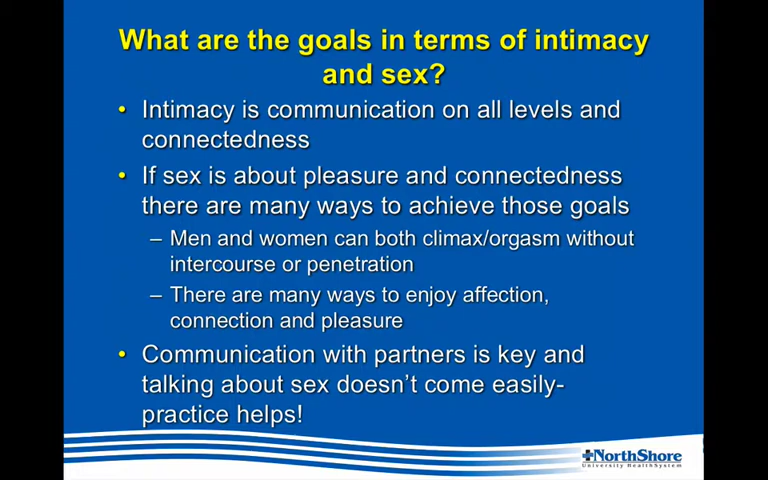 What are the goals in terms of intimacy
and sex?
• Intimacy is communication on all levels and
connectedness
• If sex is about pleasure and connectedness
there are many ways to achieve those goals
– Men and women can both climax/orgasm without
intercourse or penetration
– There are many ways to enjoy affection,
connection and pleasure
• Communication with partners is key and
talking about sex doesn’t come easily-
practice helps!
NorthShore
University HealthSystem